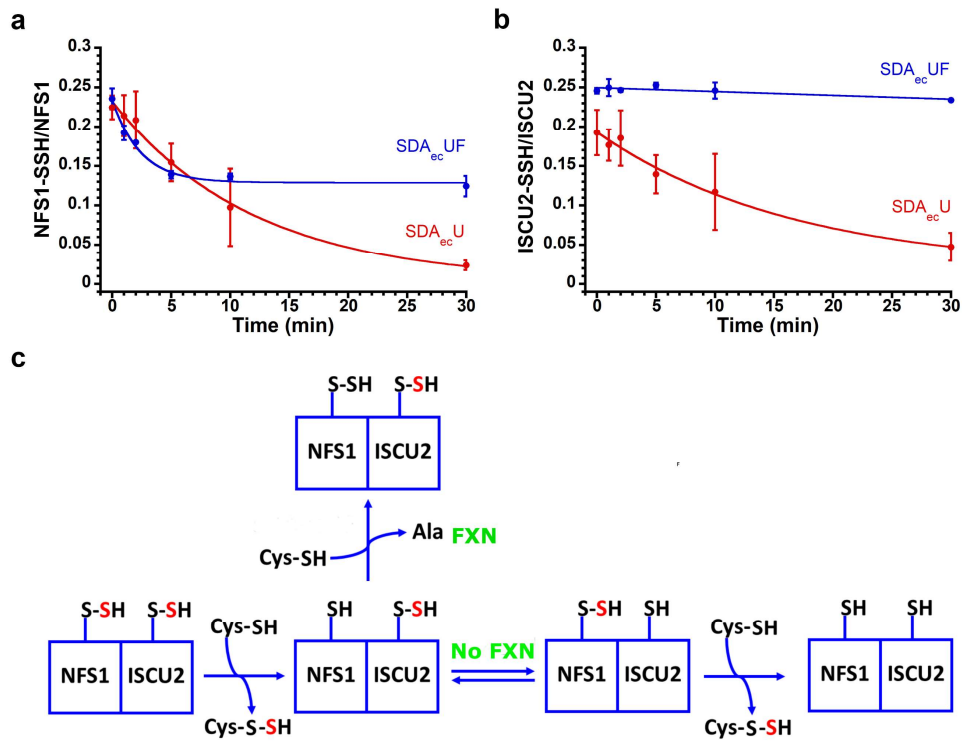 a
0.3
0.25
0.2
0.15
0.1
0.05
0
NFS1-SSH/NFS1
SDAecUF
SDAecU
0 5 10 15 20 25 30
Time (min)
b
0.3
0.25
0.2
0.15
0.1
0.05
0
ISCU2-SSH/ISCU2
SDAecUF
SDAecU
0 5 10 15 20 25 30
Time (min)
c
S-SH S-SH
NFS1 ISCU2
F
Cys-SH Ala FXN
S-SH S-SH
NFS1 ISCU2
Cys-SH
Cys-S-SH
SH S-SH
NFS1 ISCU2
No FXN
S-SH SH
NFS1 ISCU2
Cys-SH
Cys-S-SH
SH SH
NFS1 ISCU2